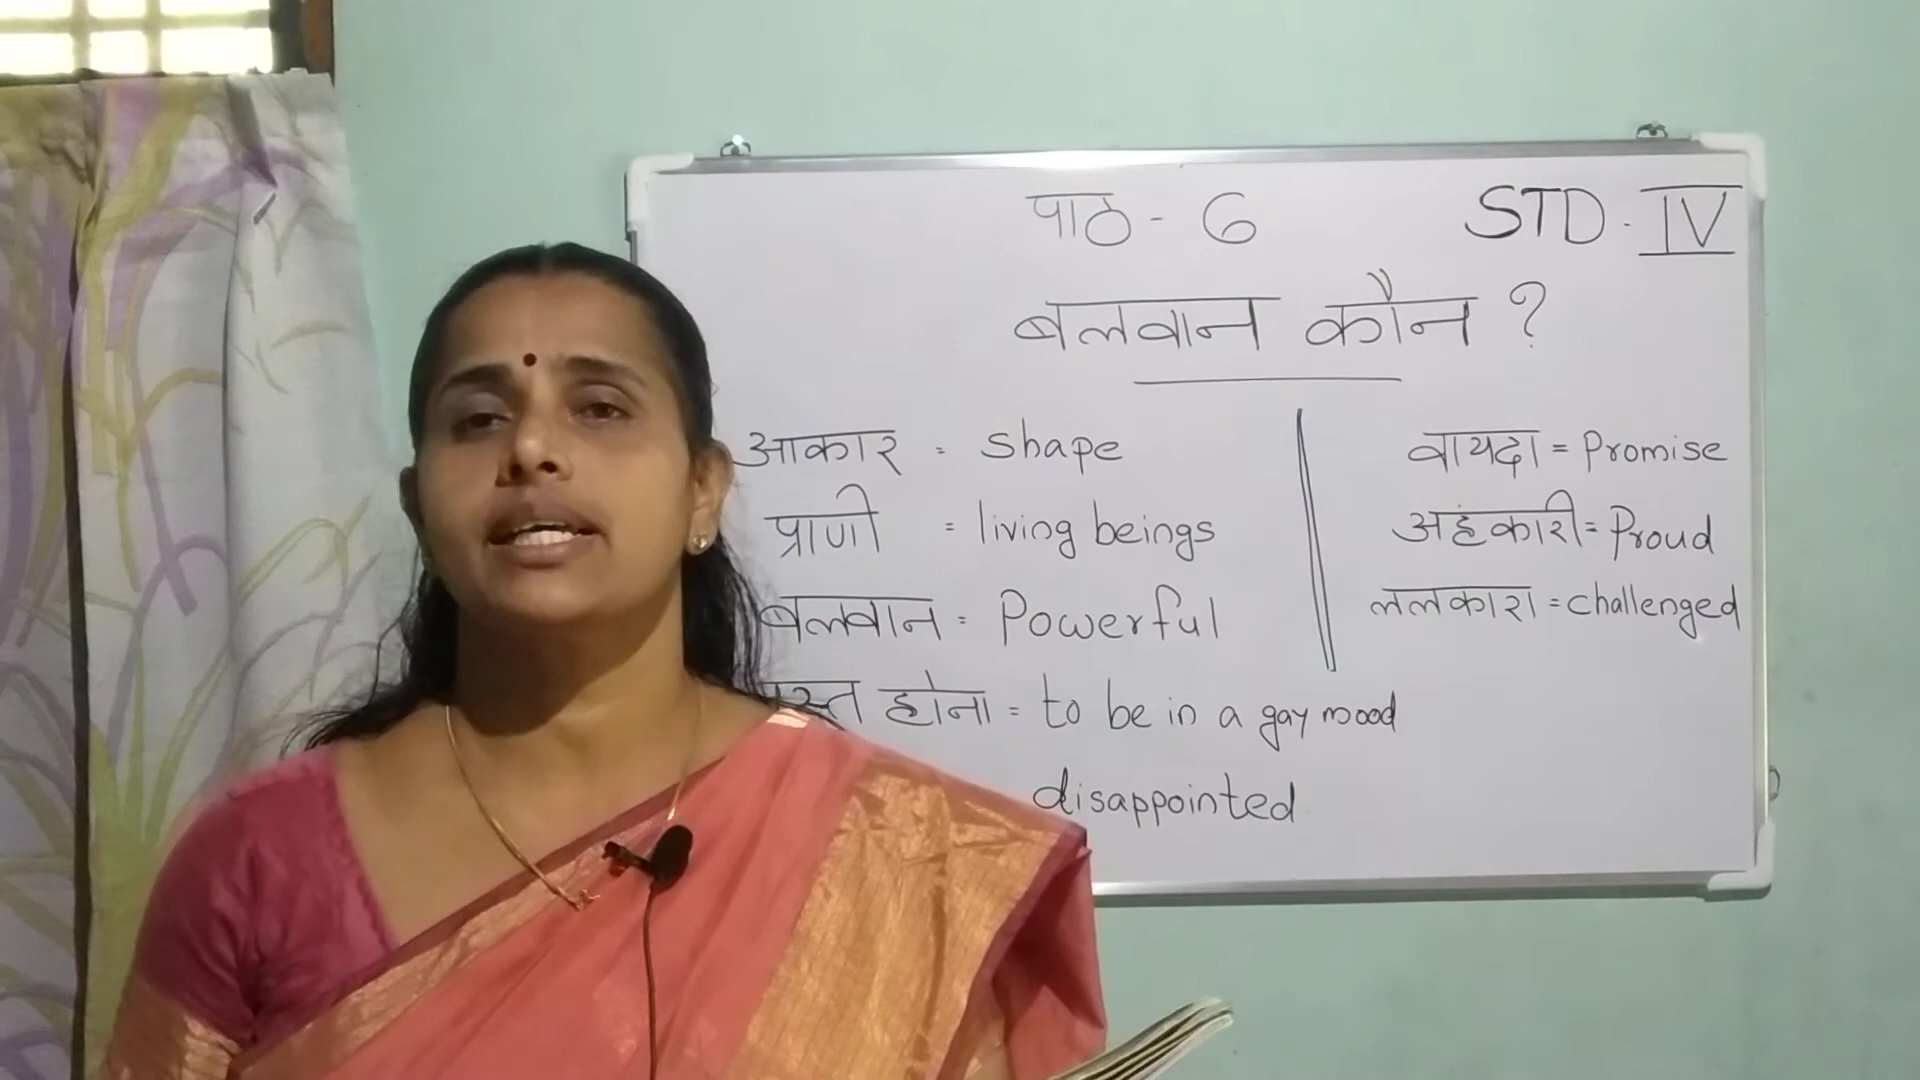 पाठ - 6
STD. IV
बलवान कौन ?
आकार = shape
प्राणी = living beings
बलवान = Powerful
होना = to be in a gay mood
disappointed
वायदा = Promise
अहंकारी = Proud
ललकारा = challenged